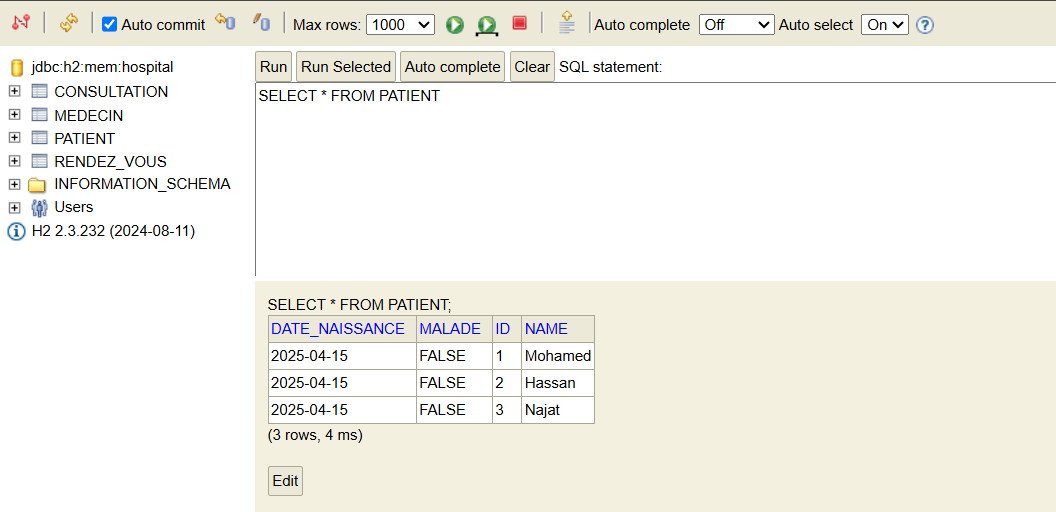 Auto commit Max rows: 1000 Auto complete Off Auto select On
jdbc:h2:mem:hospital
CONSULTATION
MEDECIN
PATIENT
RENDEZ_VOUS
INFORMATION_SCHEMA
Users
H2 2.3.232 (2024-08-11)
Run Run Selected Auto complete Clear SQL statement:
SELECT * FROM PATIENT
SELECT * FROM PATIENT;
DATE_NAISSANCE MALADE ID NAME
2025-04-15 FALSE 1 Mohamed
2025-04-15 FALSE 2 Hassan
2025-04-15 FALSE 3 Najat
(3 rows, 4 ms)
Edit